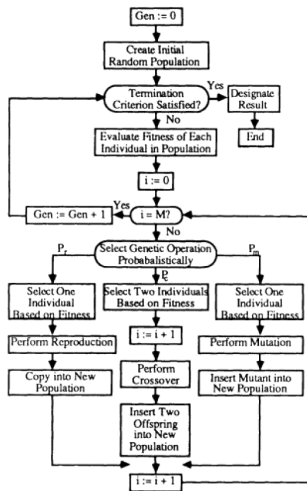 Gen := 0
Create Initial
Random Population
Termination
Criterion Satisfied?
Yes
Designate
Result
End
No
Evaluate Fitness of Each
Individual in Population
i := 0
i = M?
Yes
Gen := Gen + 1
No
Select Genetic Operation
Probabalistically
Pr
Select One
Individual
Based on Fitness
Perform Reproduction
Copy into New
Population
Pc
Select Two Individuals
Based on Fitness
i := i + 1
Perform
Crossover
Insert Two
Offspring
into New
Population
Pm
Select One
Individual
Based on Fitness
Perform Mutation
Insert Mutant into
New Population
i := i + 1